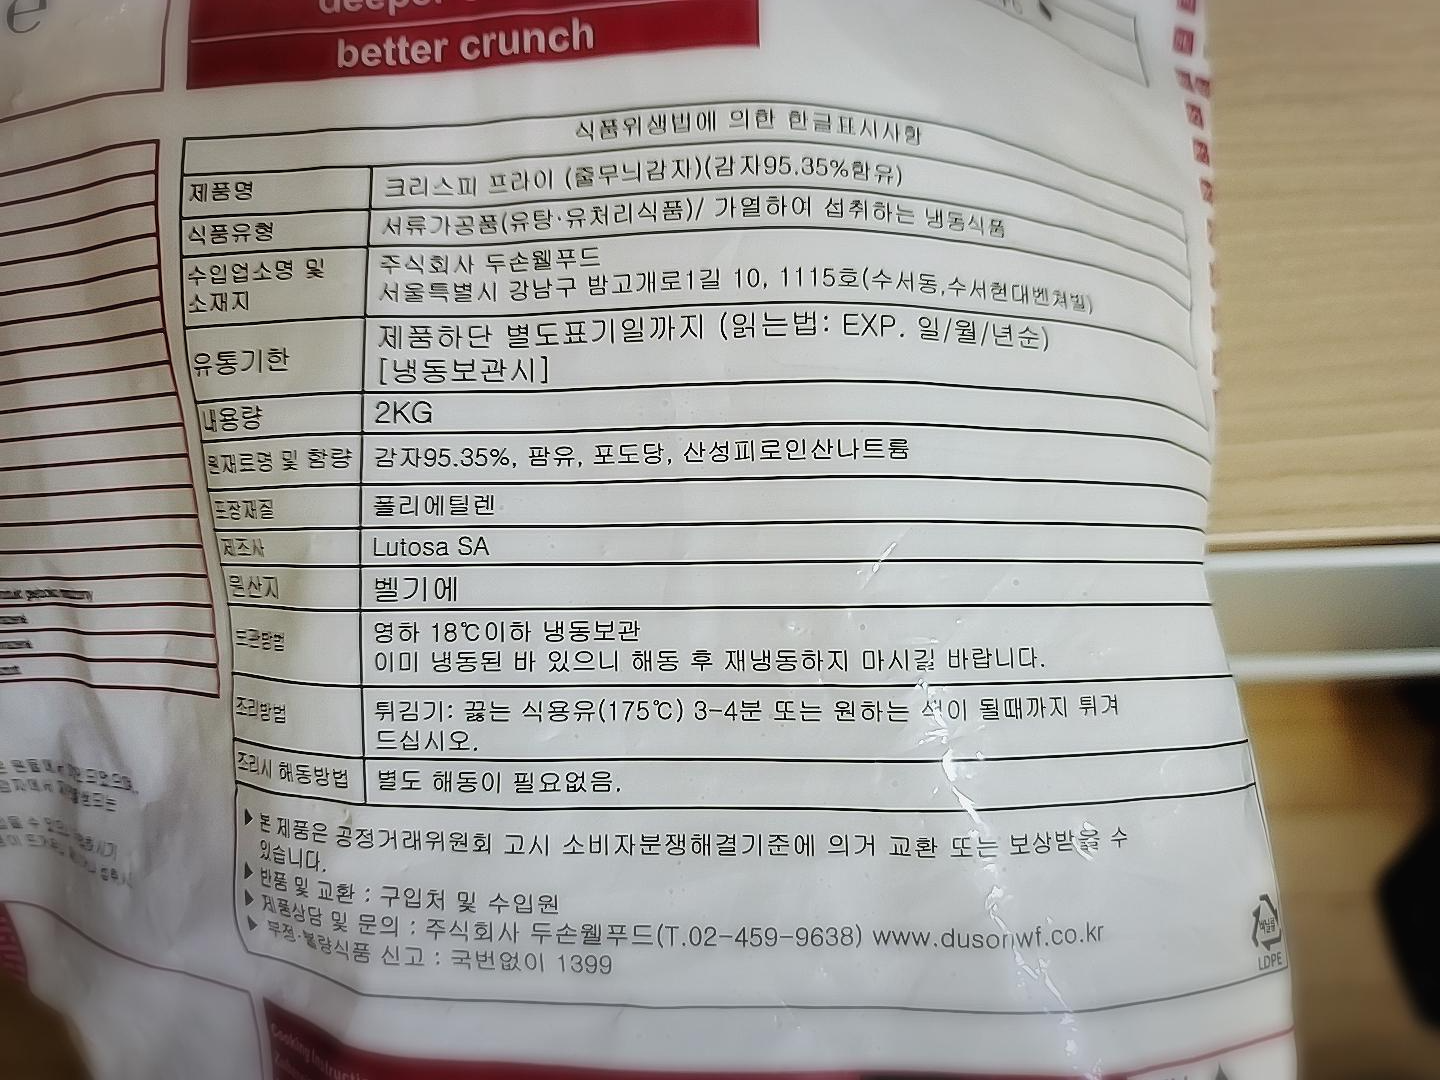 better crunch
식품위생법에 의한 한글표시사항
제품명 크리스피 프라이 (줄무늬감자)(감자95.35%함유)
식품유형 서류가공품(유탕·유처리식품)/ 가열하여 섭취하는 냉동식품
수입업소명 및 소재지 주식회사 두손웰푸드
서울특별시 강남구 밤고개로1길 10, 1115호(수서동,수서현대벤쳐빌)
유통기한 제품하단 별도표기일까지 (읽는법: EXP. 일/월/년순)
[냉동보관시]
내용량 2KG
원재료명 및 함량 감자95.35%, 팜유, 포도당, 산성피로인산나트륨
포장재질 폴리에틸렌
제조사 Lutosa SA
원산지 벨기에
보관방법 영하 18℃이하 냉동보관
이미 냉동된 바 있으니 해동 후 재냉동하지 마시길 바랍니다.
조리방법 튀김기: 끓는 식용유(175℃) 3-4분 또는 원하는 색이 될때까지 튀겨
드십시오.
조리시 해동방법 별도 해동이 필요없음.
▶ 본 제품은 공정거래위원회 고시 소비자분쟁해결기준에 의거 교환 또는 보상받을 수
있습니다.
▶ 반품 및 교환 : 구입처 및 수입원
▶ 제품상담 및 문의 : 주식회사 두손웰푸드(T.02-459-9638) www.dusonwf.co.kr
▶ 부정·불량식품 신고 : 국번없이 1399
비닐류
LDPE